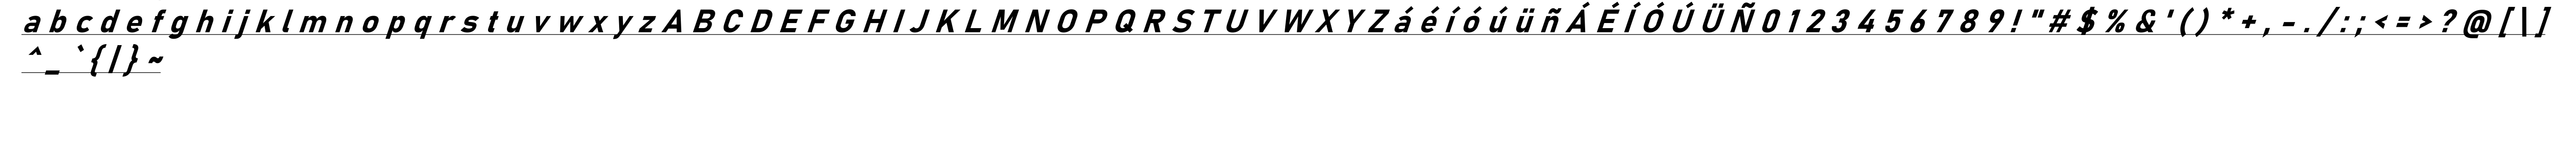 a b c d e f g h i j k l m n o p q r s t u v w x y z A B C D E F G H I J K L M N O P Q R S T U V W X Y Z á é í ó ú ü ñ Á É Í Ó Ú Ü Ñ 0 1 2 3 4 5 6 7 8 9 ! " # $ % & ' ( ) * + , - . / : ; < = > ? @ [ \ ]
^ _ ` { | } ~